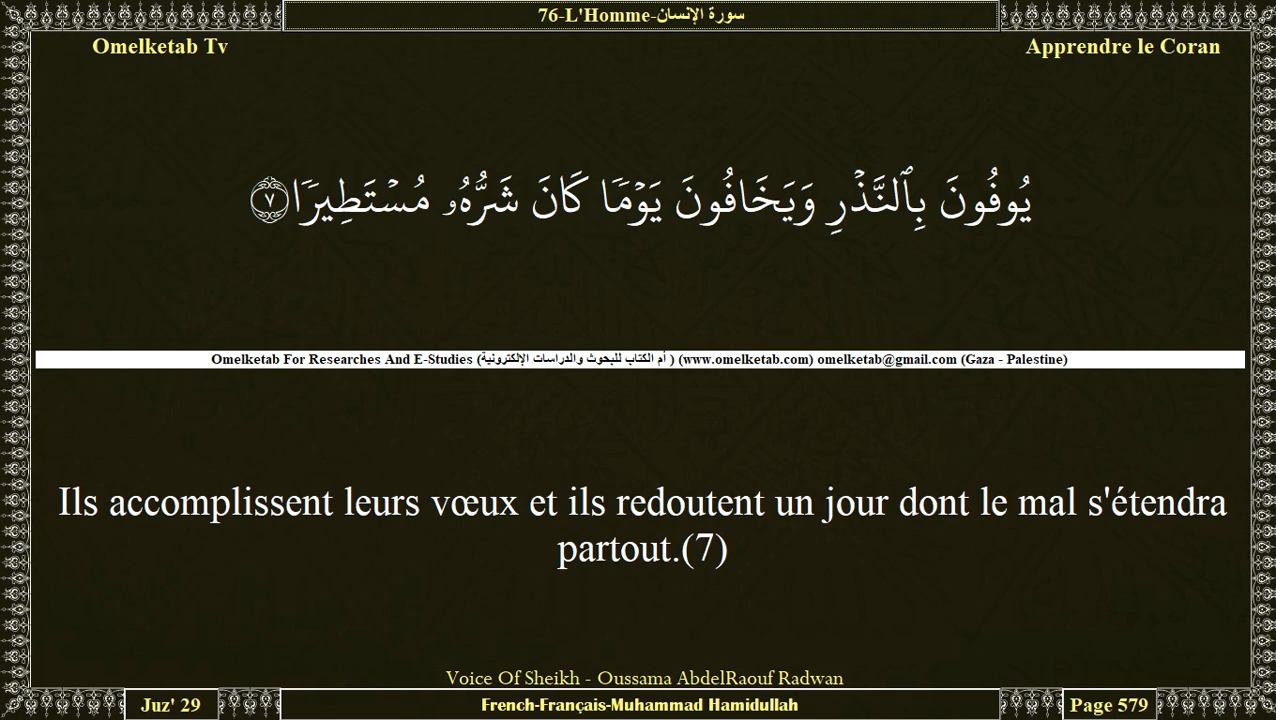 76-L'Homme-سورة الإنسان
Omelketab Tv
Apprendre le Coran
يُوفُونَ بِٱلنَّذۡرِ وَيَخَافُونَ يَوۡمٗا كَانَ شَرُّهُۥ مُسۡتَطِيرٗا ٧
Omelketab For Researches And E-Studies (أم الكتاب للبحوث والدراسات الإلكترونية ) (www.omelketab.com) omelketab@gmail.com (Gaza - Palestine)
Ils accomplissent leurs vœux et ils redoutent un jour dont le mal s'étendra
partout.(7)
Voice Of Sheikh - Oussama AbdelRaouf Radwan
Juz' 29
French-Français-Muhammad Hamidullah
Page 579